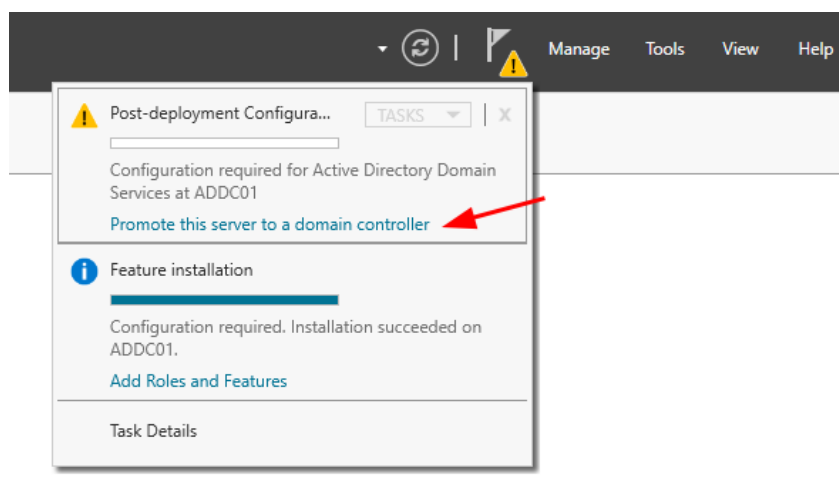 Manage Tools View Help
Post-deployment Configura... TASKS X
Configuration required for Active Directory Domain
Services at ADDC01
Promote this server to a domain controller
Feature installation
Configuration required. Installation succeeded on
ADDC01.
Add Roles and Features
Task Details